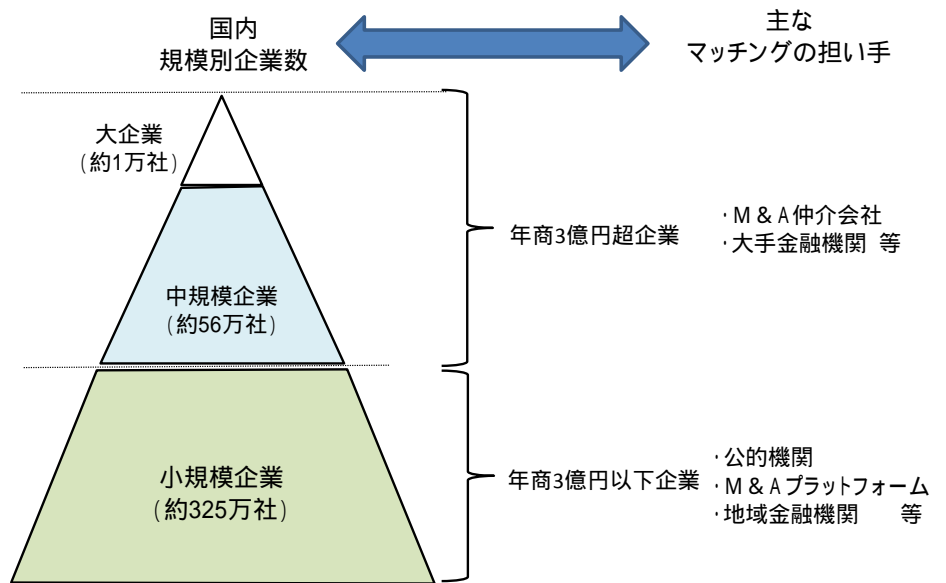 国内
規模別企業数
主な
マッチングの担い手
大企業
(約1万社)
中規模企業
(約56万社)
小規模企業
(約325万社)
年商3億円超企業
・M&A仲介会社
・大手金融機関 等
年商3億円以下企業
・公的機関
・M&Aプラットフォーム
・地域金融機関 等